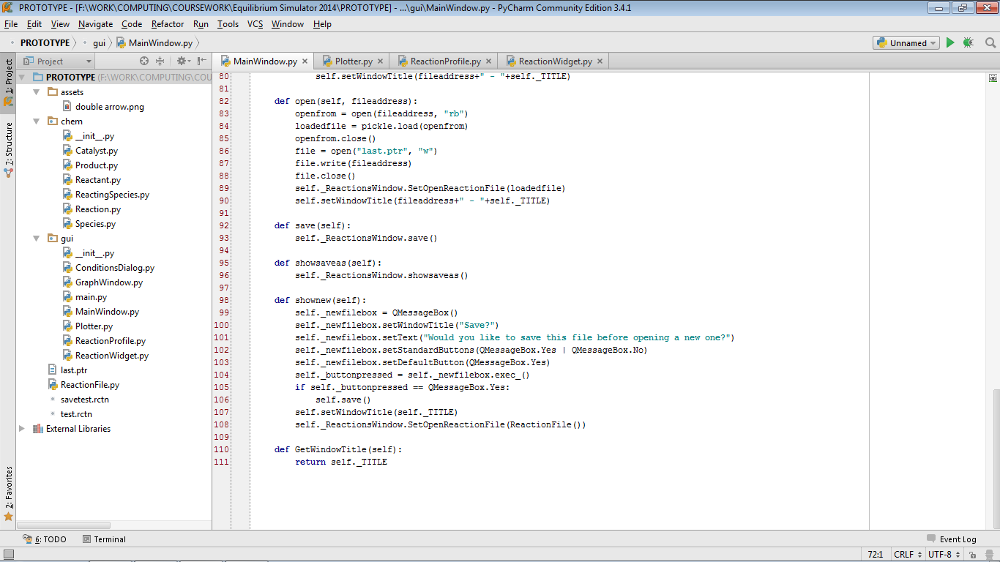 PROTOTYPE - [F:\WORK\COMPUTING\COURSEWORK\Equilibrium Simulator 2014\PROTOTYPE] - ...\gui\MainWindow.py - PyCharm Community Edition 3.4.1
File Edit View Navigate Code Refactor Run Tools VCS Window Help
PROTOTYPE gui MainWindow.py Unnamed
1: Project
7: Structure
2: Favorites
Project
PROTOTYPE (F:\WORK\COMPUTING\COU
assets
double arrow.png
chem
__init__.py
Catalyst.py
Product.py
Reactant.py
ReactingSpecies.py
Reaction.py
Species.py
gui
__init__.py
ConditionsDialog.py
GraphWindow.py
main.py
MainWindow.py
Plotter.py
ReactionProfile.py
ReactionWidget.py
last.ptr
ReactionFile.py
savetest.rctn
test.rctn
External Libraries
MainWindow.py Plotter.py ReactionProfile.py ReactionWidget.py
80 self.setWindowTitle(fileaddress+" - "+self._TITLE)
81
82 def open(self, fileaddress):
83 openfrom = open(fileaddress, "rb")
84 loadedfile = pickle.load(openfrom)
85 openfrom.close()
86 file = open("last.ptr", "w")
87 file.write(fileaddress)
88 file.close()
89 self._ReactionsWindow.SetOpenReactionFile(loadedfile)
90 self.setWindowTitle(fileaddress+" - "+self._TITLE)
91
92 def save(self):
93 self._ReactionsWindow.save()
94
95 def showsaveas(self):
96 self._ReactionsWindow.showsaveas()
97
98 def shownew(self):
99 self._newfilebox = QMessageBox()
100 self._newfilebox.setWindowTitle("Save?")
101 self._newfilebox.setText("Would you like to save this file before opening a new one?")
102 self._newfilebox.setStandardButtons(QMessageBox.Yes | QMessageBox.No)
103 self._newfilebox.setDefaultButton(QMessageBox.Yes)
104 self._buttonpressed = self._newfilebox.exec_()
105 if self._buttonpressed == QMessageBox.Yes:
106 self.save()
107 self.setWindowTitle(self._TITLE)
108 self._ReactionsWindow.SetOpenReactionFile(ReactionFile())
109
110 def GetWindowTitle(self):
111 return self._TITLE
6: TODO Terminal Event Log
72:1 CRLF UTF-8